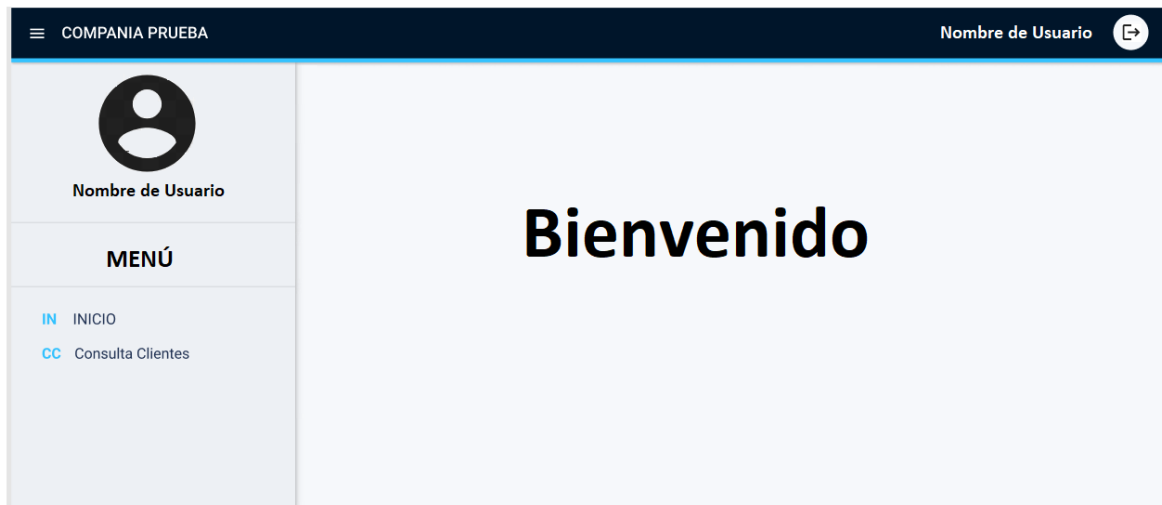 COMPANIA PRUEBA
Nombre de Usuario
Nombre de Usuario
MENÚ
IN INICIO
CC Consulta Clientes
Bienvenido